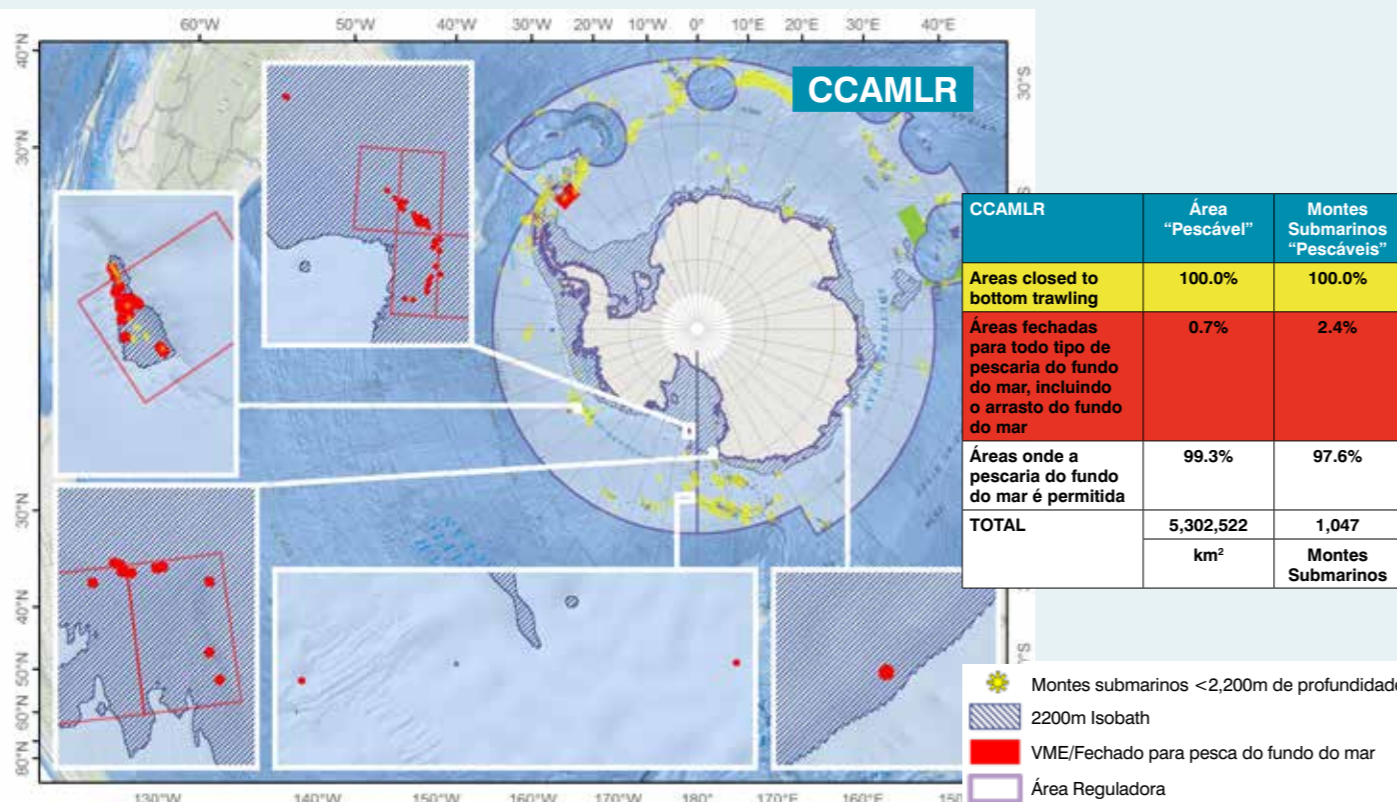 60°W 50°W 40°W 30°W 20°W 10°W 0° 10°E 20°E 30°E 40°E
40°N
30°N
30°S
CCAMLR
CCAMLR
Área “Pescável”
Montes Submarinos “Pescáveis”
Areas closed to bottom trawling
100.0%
100.0%
Áreas fechadas para todo tipo de pescaria do fundo do mar, incluindo o arrasto do fundo do mar
0.7%
2.4%
Áreas onde a pescaria do fundo do mar é permitida
99.3%
97.6%
TOTAL
5,302,522
1,047
km²
Montes Submarinos
30°N
40°N
50°N
60°N
80°N
130°W 140°W 150°W 160°W 170°W 180° 170°E 160°E
Montes submarinos <2,200m de profundidade
2200m Isobath
VME/Fechado para pesca do fundo do mar
Área Reguladora